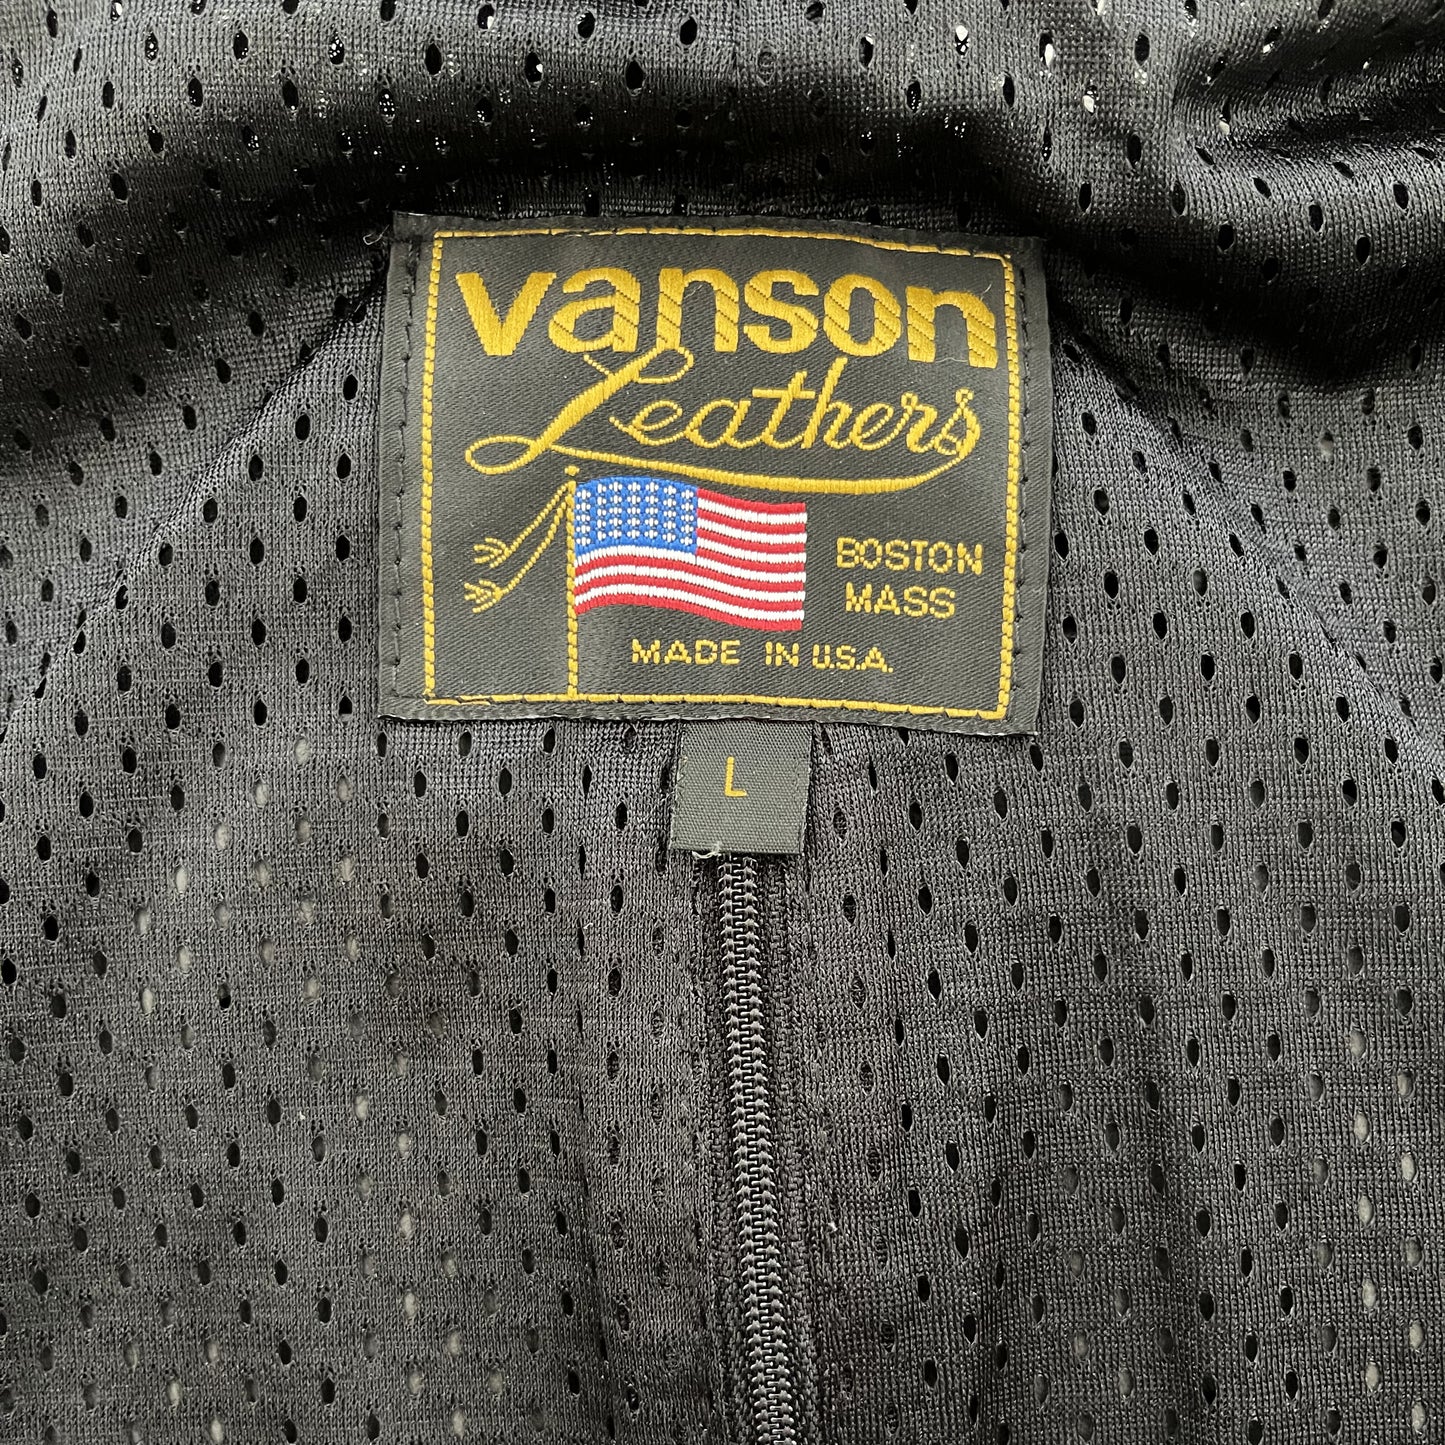 vanson
Leathers
BOSTON
MASS
MADE IN U.S.A.
L